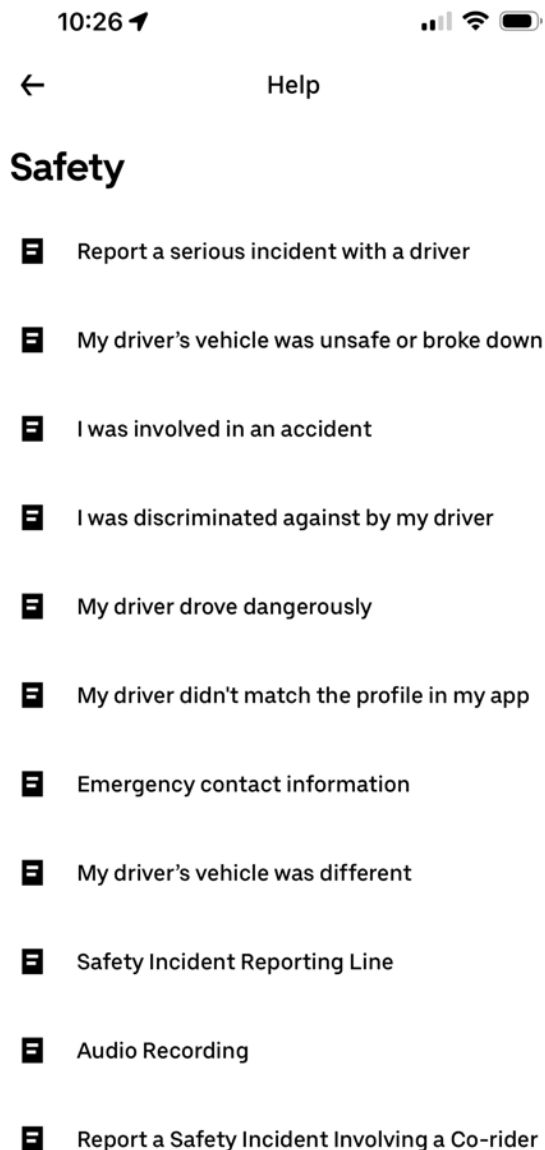 10:26
Help
Safety
Report a serious incident with a driver
My driver’s vehicle was unsafe or broke down
I was involved in an accident
I was discriminated against by my driver
My driver drove dangerously
My driver didn't match the profile in my app
Emergency contact information
My driver’s vehicle was different
Safety Incident Reporting Line
Audio Recording
Report a Safety Incident Involving a Co-rider